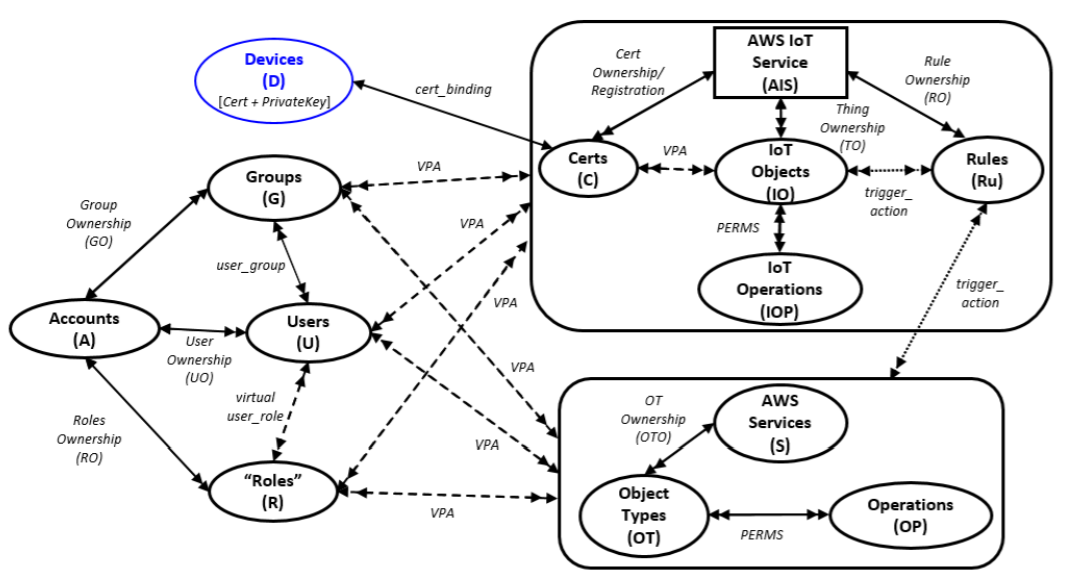 Devices
(D)
[Cert + PrivateKey]
cert_binding
Cert
Ownership/
Registration
AWS IoT
Service
(AIS)
Rule
Ownership
(RO)
Thing
Ownership
(TO)
Certs
(C)
VPA
IoT
Objects
(IO)
trigger_
action
Rules
(Ru)
PERMS
IoT
Operations
(IOP)
trigger_
action
Groups
(G)
VPA
Group
Ownership
(GO)
user_group
VPA
VPA
Accounts
(A)
User
Ownership
(UO)
Users
(U)
virtual
user_role
VPA
Roles
Ownership
(RO)
VPA
“Roles”
(R)
VPA
OT
Ownership
(OTO)
AWS
Services
(S)
Object
Types
(OT)
PERMS
Operations
(OP)